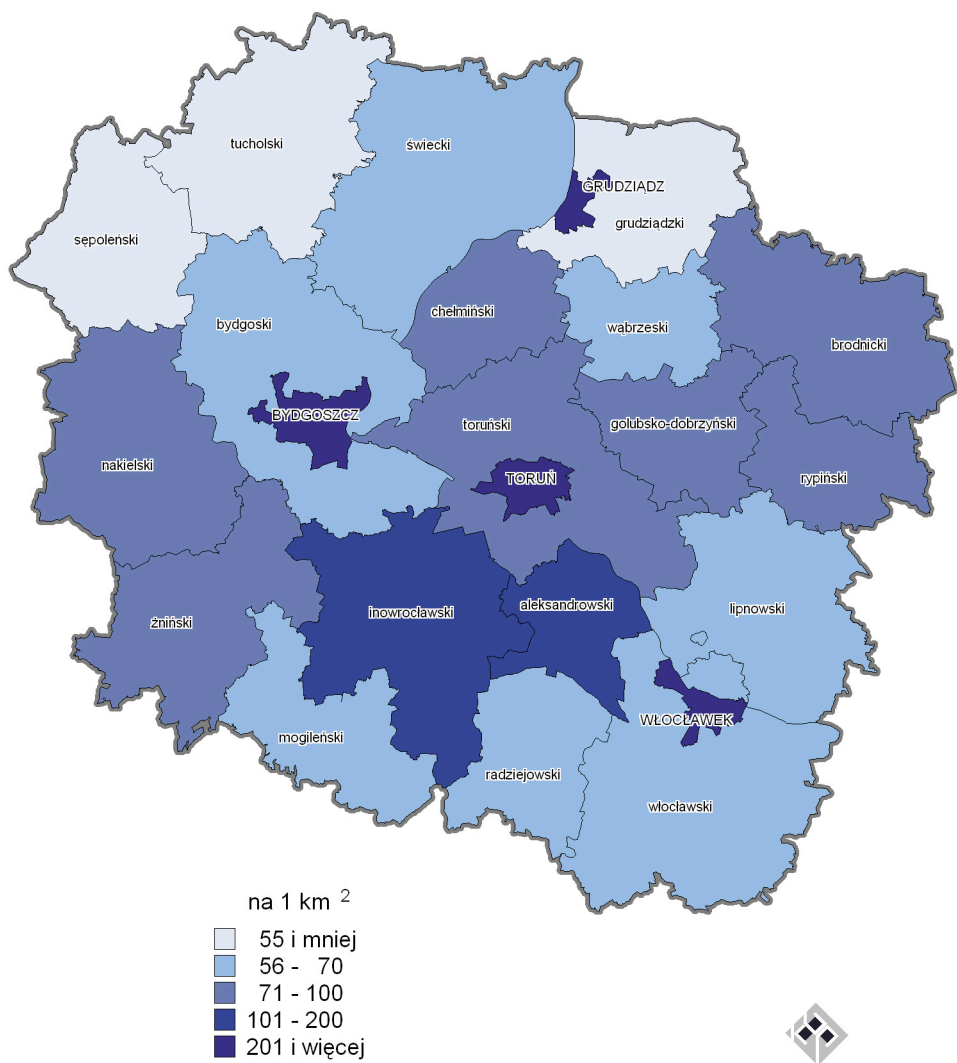 tucholski
świecki
GRUDZIĄDZ
grudziądzki
sępoleński
chełmiński
bydgoski
wąbrzeski
brodnicki
BYDGOSZCZ
toruński
golubsko-dobrzyński
nakielski
TORUŃ
rypiński
aleksandrowski
inowrocławski
lipnowski
żniński
WŁOCŁAWEK
mogileński
radziejowski
włocławski
na 1 km 2
55 i mniej
56 - 70
71 - 100
101 - 200
201 i więcej